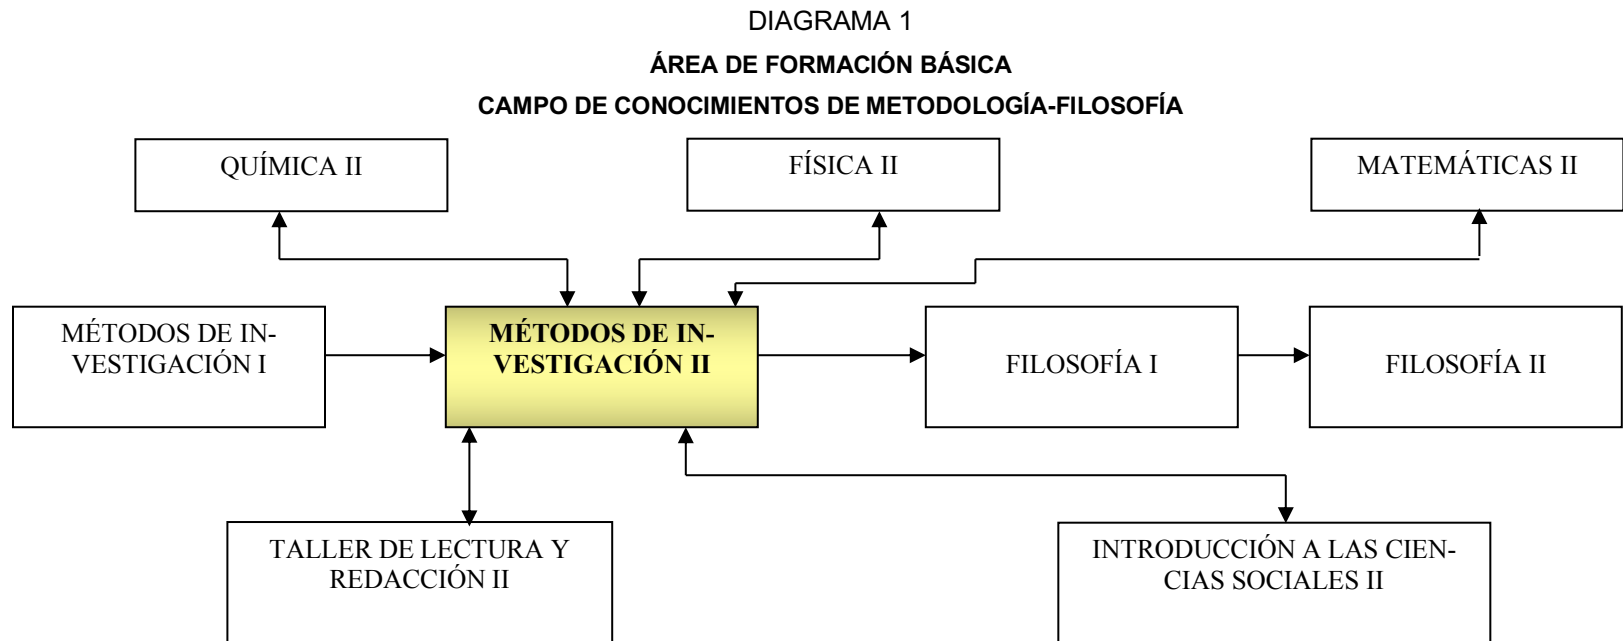 DIAGRAMA 1
ÁREA DE FORMACIÓN BÁSICA
CAMPO DE CONOCIMIENTOS DE METODOLOGÍA-FILOSOFÍA
QUÍMICA II
FÍSICA II
MATEMÁTICAS II
MÉTODOS DE IN-
VESTIGACIÓN I
MÉTODOS DE IN-
VESTIGACIÓN II
FILOSOFÍA I
FILOSOFÍA II
TALLER DE LECTURA Y
REDACCIÓN II
INTRODUCCIÓN A LAS CIEN-
CIAS SOCIALES II